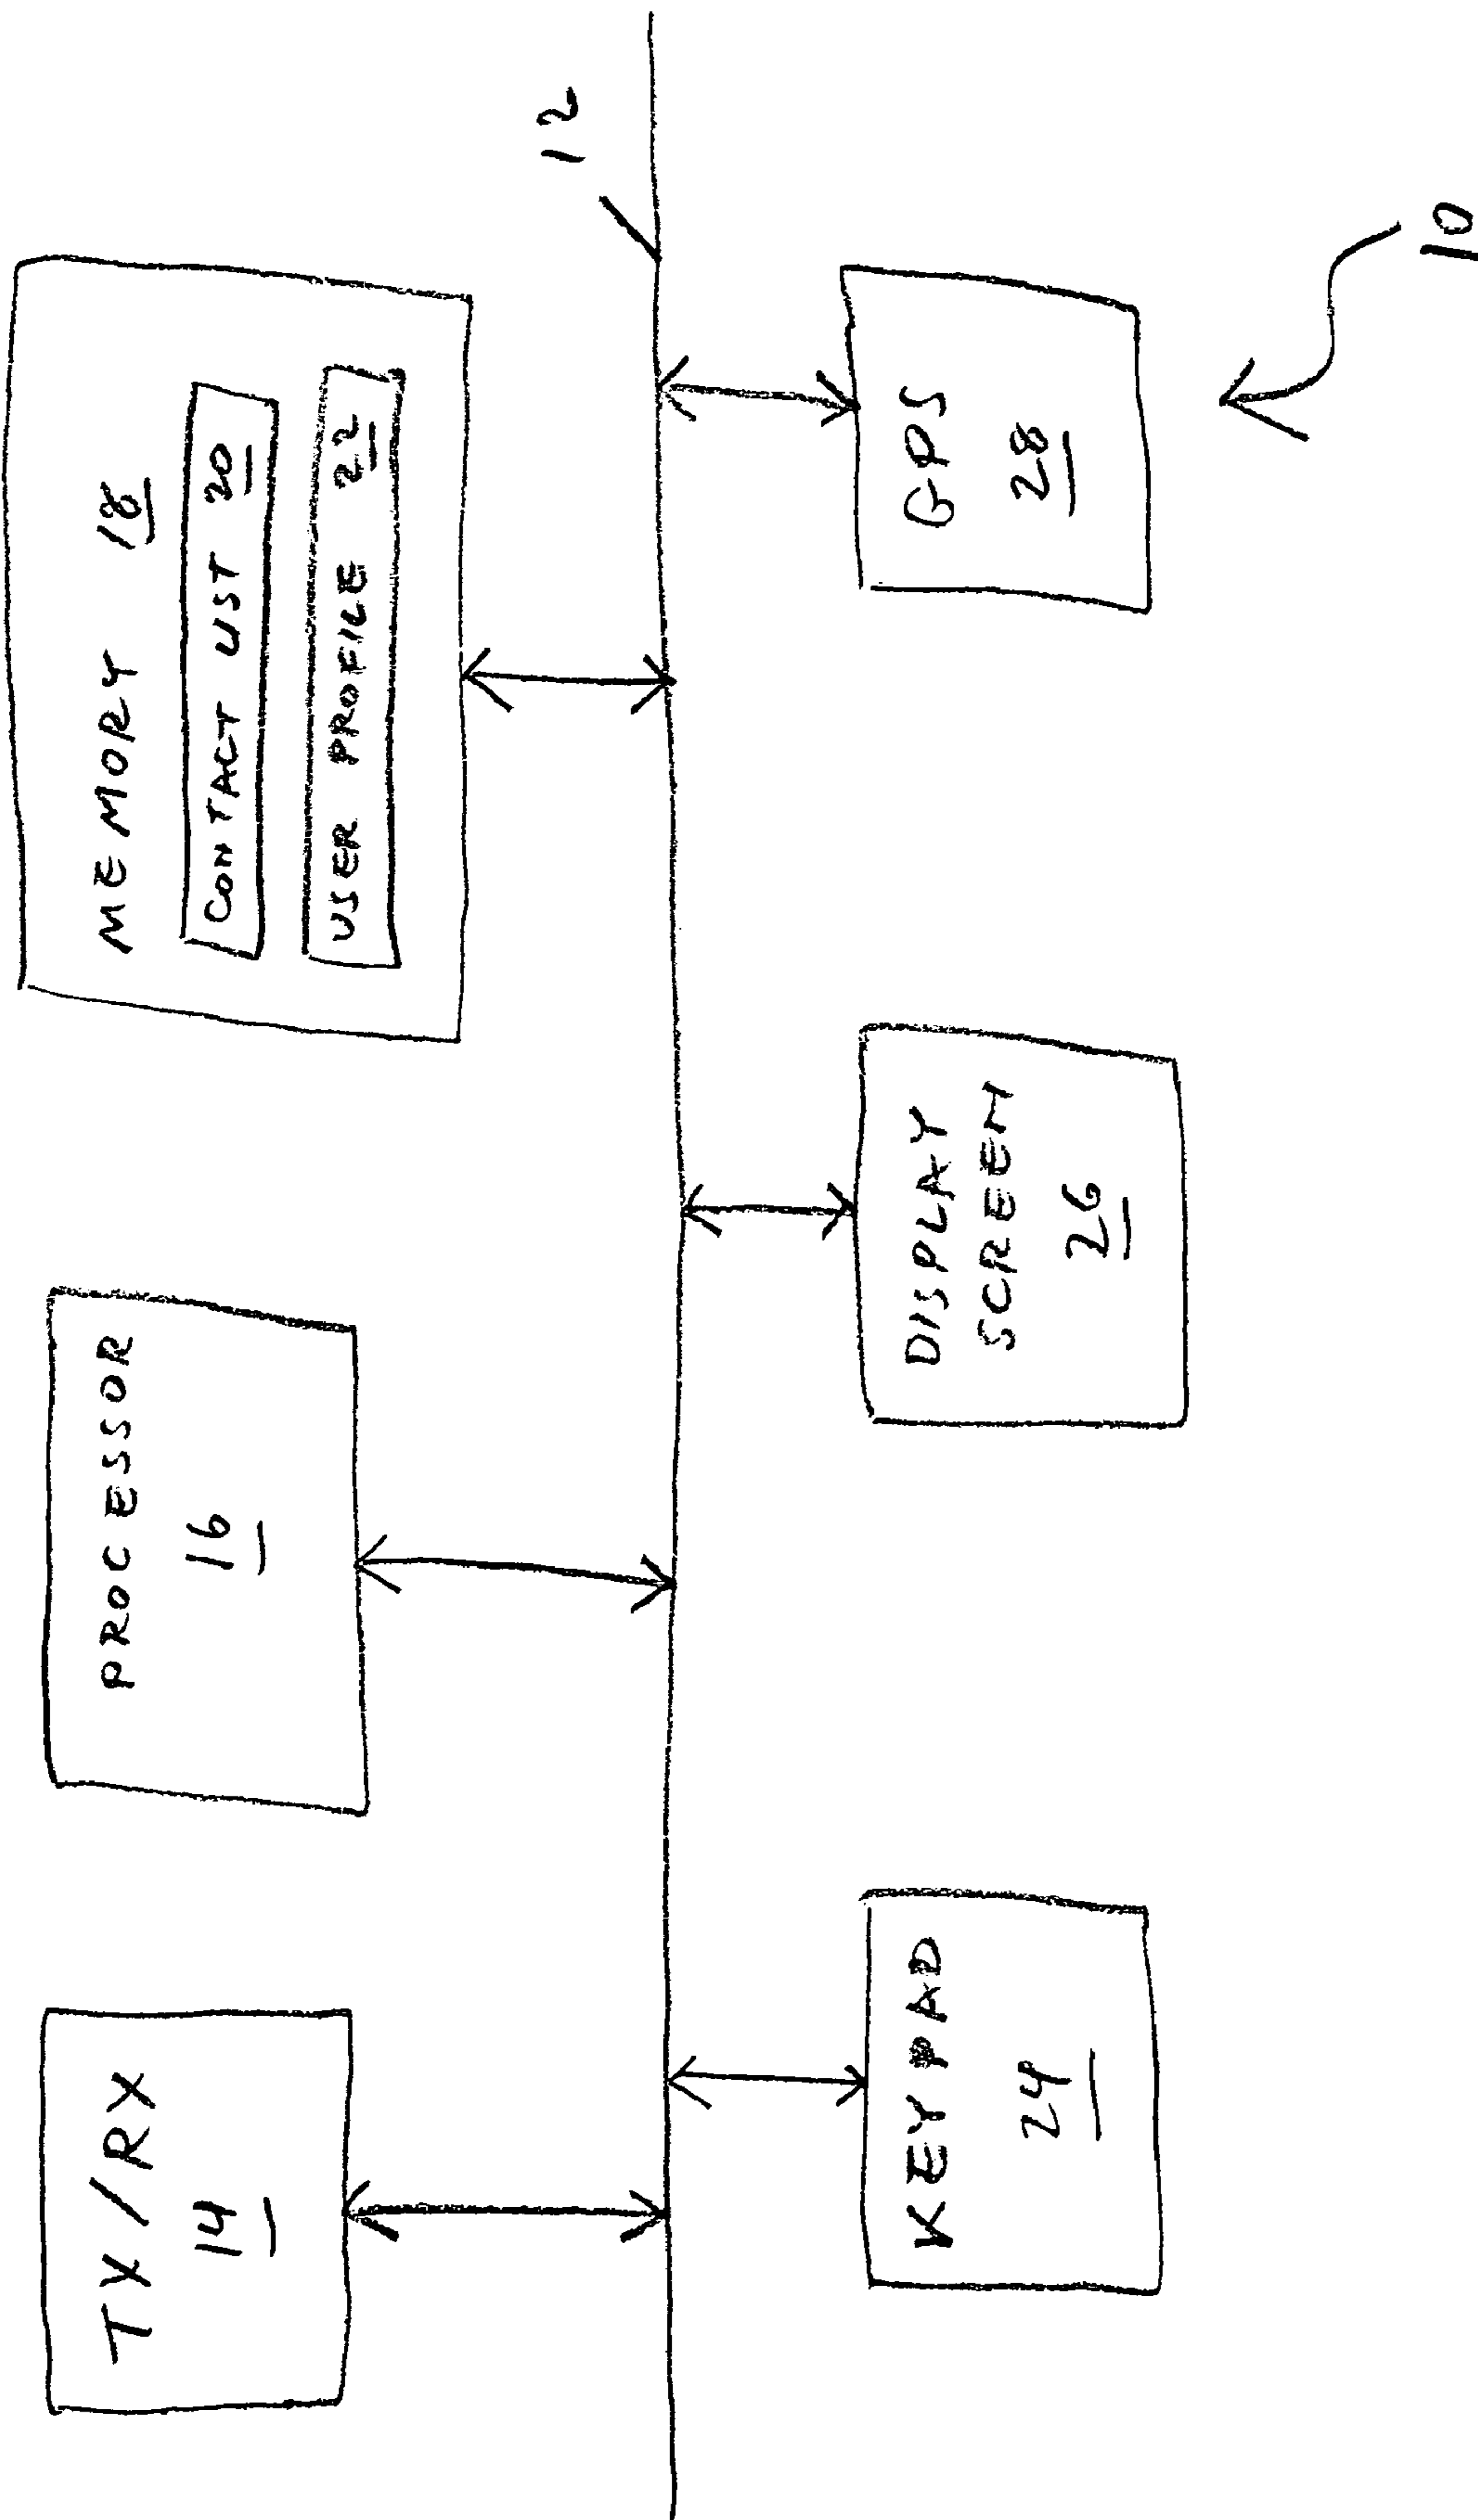 TX/RX
14
PROCESSOR
16
MEMORY 18
CONTACT LIST 20
USER PROFILE 22
12
KEYPAD
24
DISPLAY
SCREEN
26
GPS
28
10